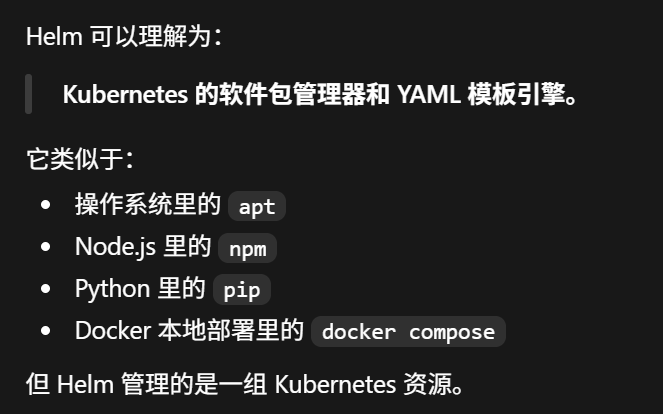 Helm 可以理解为：
Kubernetes 的软件包管理器和 YAML 模板引擎。
它类似于：
• 操作系统里的 apt
• Node.js 里的 npm
• Python 里的 pip
• Docker 本地部署里的 docker compose
但 Helm 管理的是一组 Kubernetes 资源。